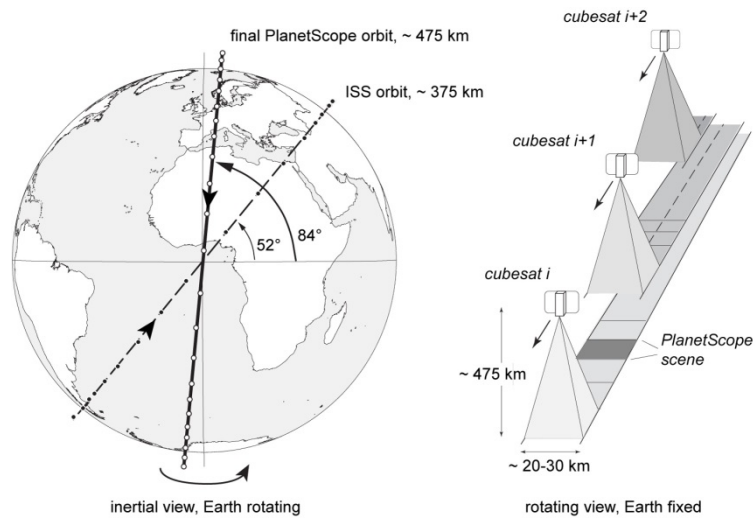 final PlanetScope orbit, ~ 475 km
ISS orbit, ~ 375 km
52°
84°
inertial view, Earth rotating
cubesat i+2
cubesat i+1
cubesat i
~ 475 km
PlanetScope
scene
~ 20-30 km
rotating view, Earth fixed